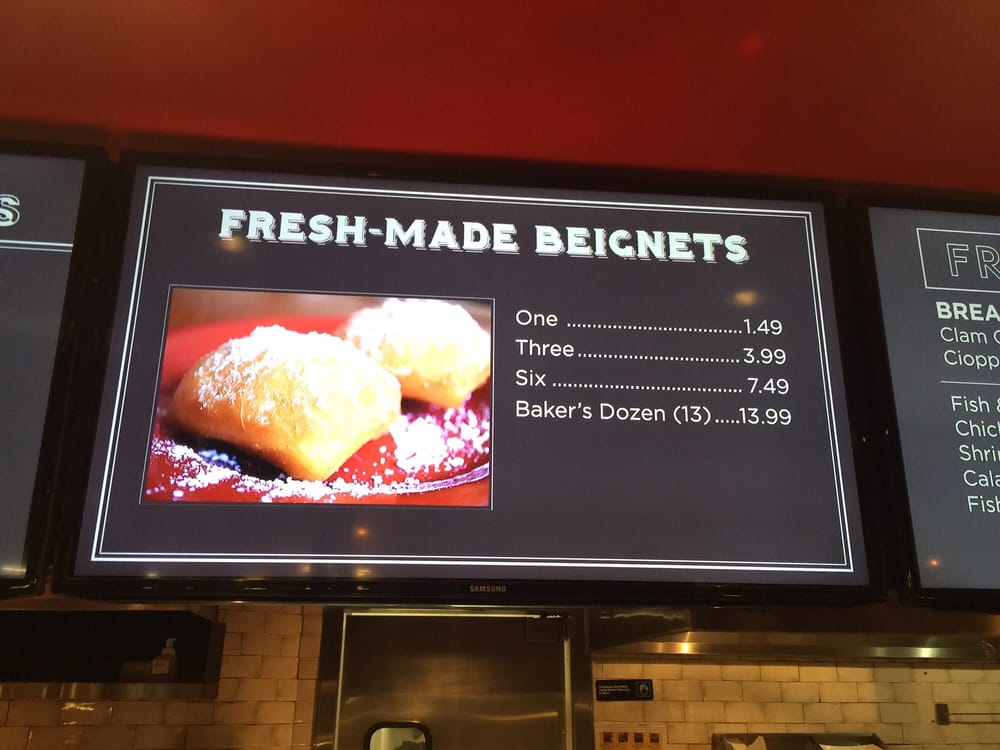 S
FRESH-MADE BEIGNETS
One ................................1.49
Three..............................3.99
Six ................................... 7.49
Baker's Dozen (13).....13.99
SAMSUNG
FR
BREA
Clam C
Ciopp
Fish &
Chick
Shri
Cala
Fish